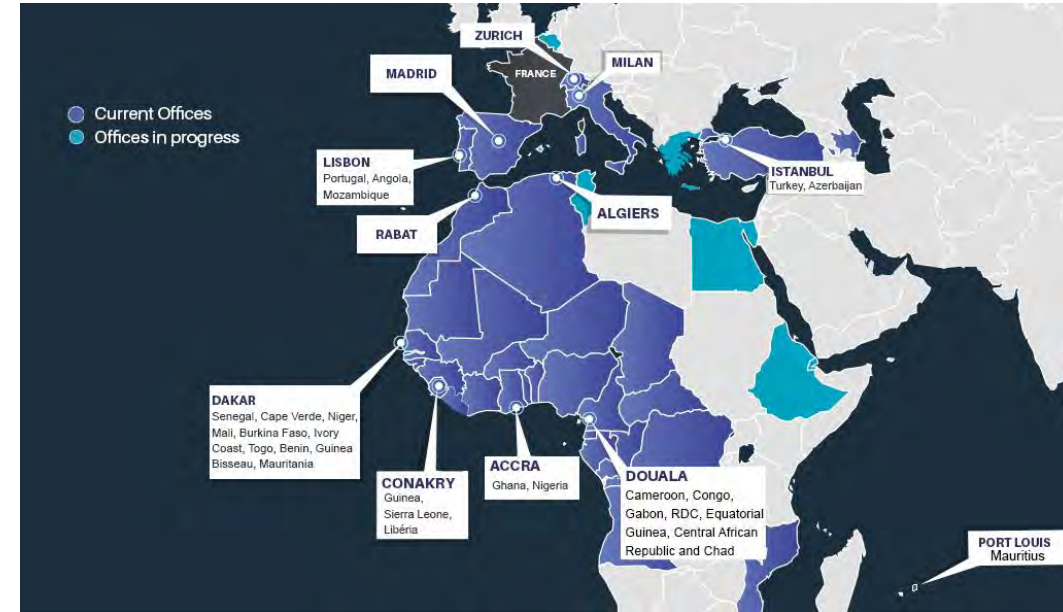 ZURICH
MILAN
FRANCE
MADRID
Current Offices
Offices in progress
LISBON
Portugal, Angola,
Mozambique
ISTANBUL
Turkey, Azerbaijan
ALGIERS
RABAT
DAKAR
Senegal, Cape Verde, Niger,
Mali, Burkina Faso, Ivory
Coast, Togo, Benin, Guinea
Bisseau, Mauritania
CONAKRY
Guinea,
Sierra Leone,
Libéria
ACCRA
Ghana, Nigeria
DOUALA
Cameroon, Congo,
Gabon, RDC, Equatorial
Guinea, Central African
Republic and Chad
PORT LOUIS
Mauritius